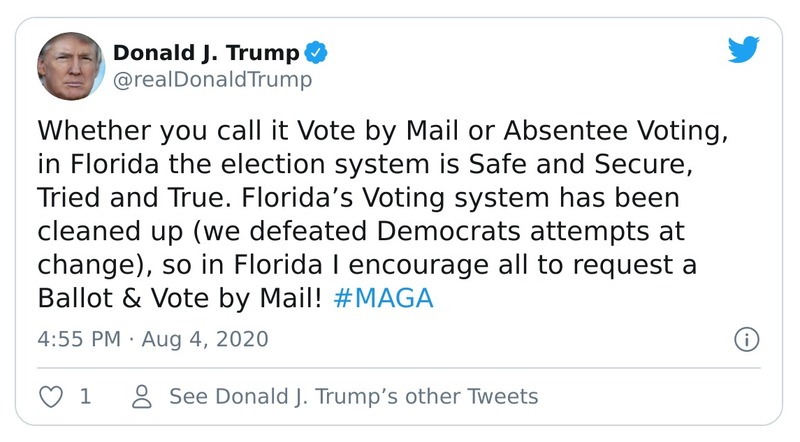 Donald J. Trump
@realDonaldTrump
Whether you call it Vote by Mail or Absentee Voting,
in Florida the election system is Safe and Secure,
Tried and True. Florida’s Voting system has been
cleaned up (we defeated Democrats attempts at
change), so in Florida I encourage all to request a
Ballot & Vote by Mail! #MAGA
4:55 PM · Aug 4, 2020
1 See Donald J. Trump’s other Tweets